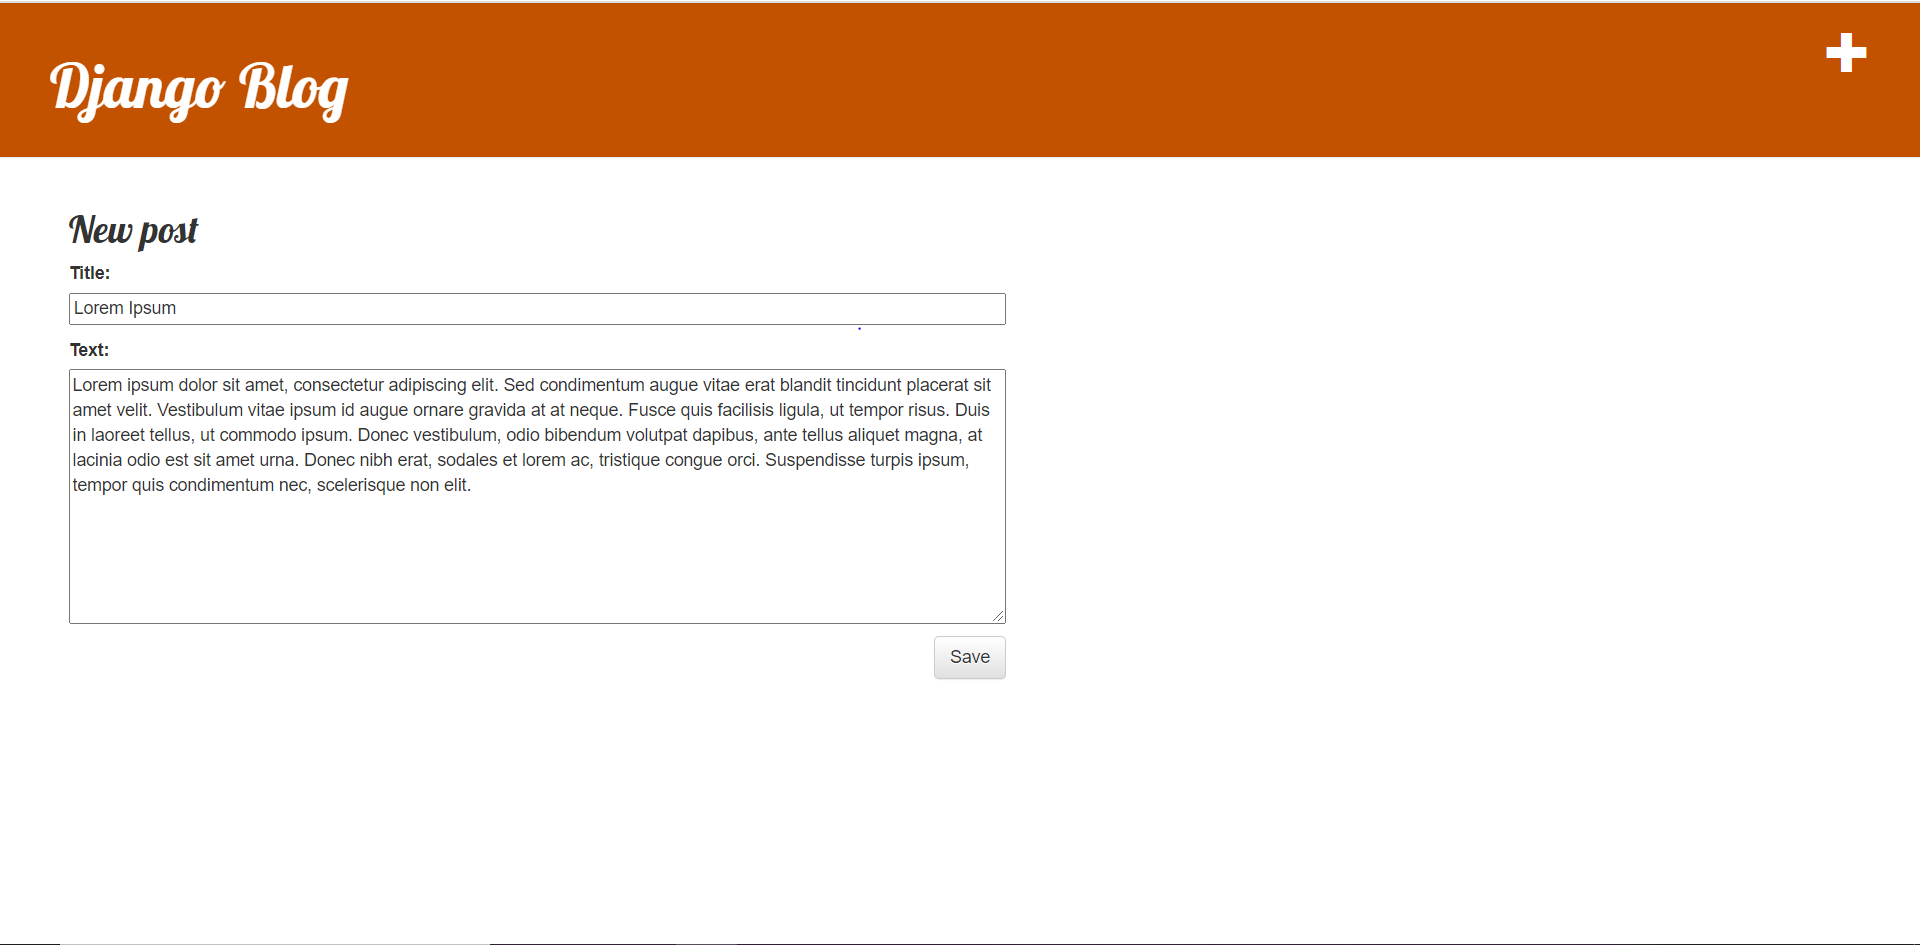 Django Blog
New post
Title:
Lorem Ipsum
Text:
Lorem ipsum dolor sit amet, consectetur adipiscing elit. Sed condimentum augue vitae erat blandit tincidunt placerat sit
amet velit. Vestibulum vitae ipsum id augue ornare gravida at at neque. Fusce quis facilisis ligula, ut tempor risus. Duis
in laoreet tellus, ut commodo ipsum. Donec vestibulum, odio bibendum volutpat dapibus, ante tellus aliquet magna, at
lacinia odio est sit amet urna. Donec nibh erat, sodales et lorem ac, tristique congue orci. Suspendisse turpis ipsum,
tempor quis condimentum nec, scelerisque non elit.
Save